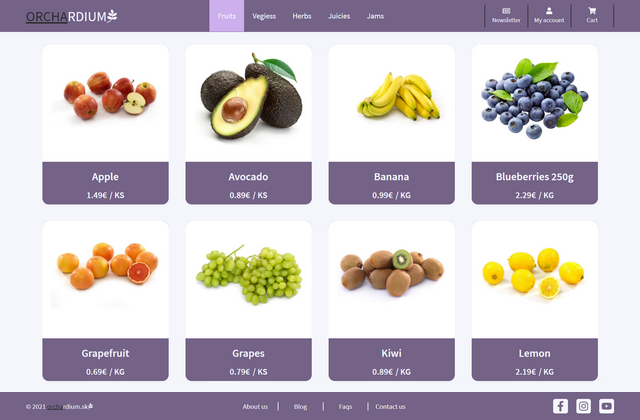 ORCHARDIUM
Fruits Vegiess Herbs Juicies Jams
Newsletter My account Cart
Apple Avocado Banana Blueberries 250g
1.49€ / KS 0.89€ / KS 0.99€ / KG 2.29€ / KG
Grapefruit Grapes Kiwi Lemon
0.69€ / KG 0.79€ / KS 0.89€ / KG 2.19€ / KG
© 2021 orchardium.sk About us Blog Faqs Contact us